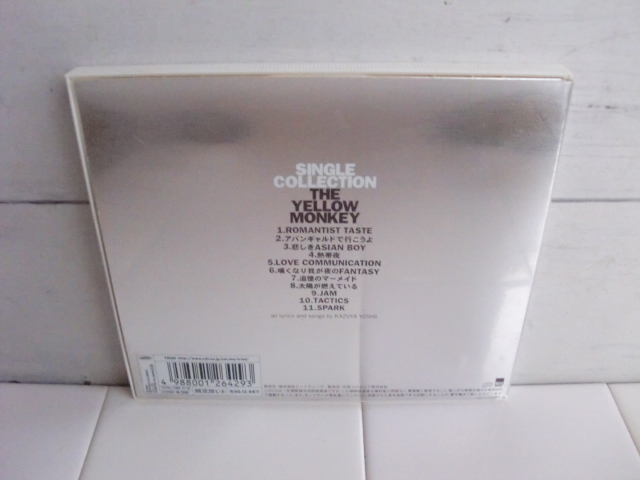 SINGLE
COLLECTION
THE
YELLOW
MONKEY
1.ROMANTIST TASTE
2.アバンギャルドで行こうよ
3.悲しきASIAN BOY
4.熱帯夜
5.LOVE COMMUNICATION
6.嘆くなり我が夜のFANTASY
7.追憶のマーメイド
8.太陽が燃えている
9.JAM
10.TACTICS
11.SPARK
all lyrics and songs by KAZUYA YOSHII
4 988001 264293